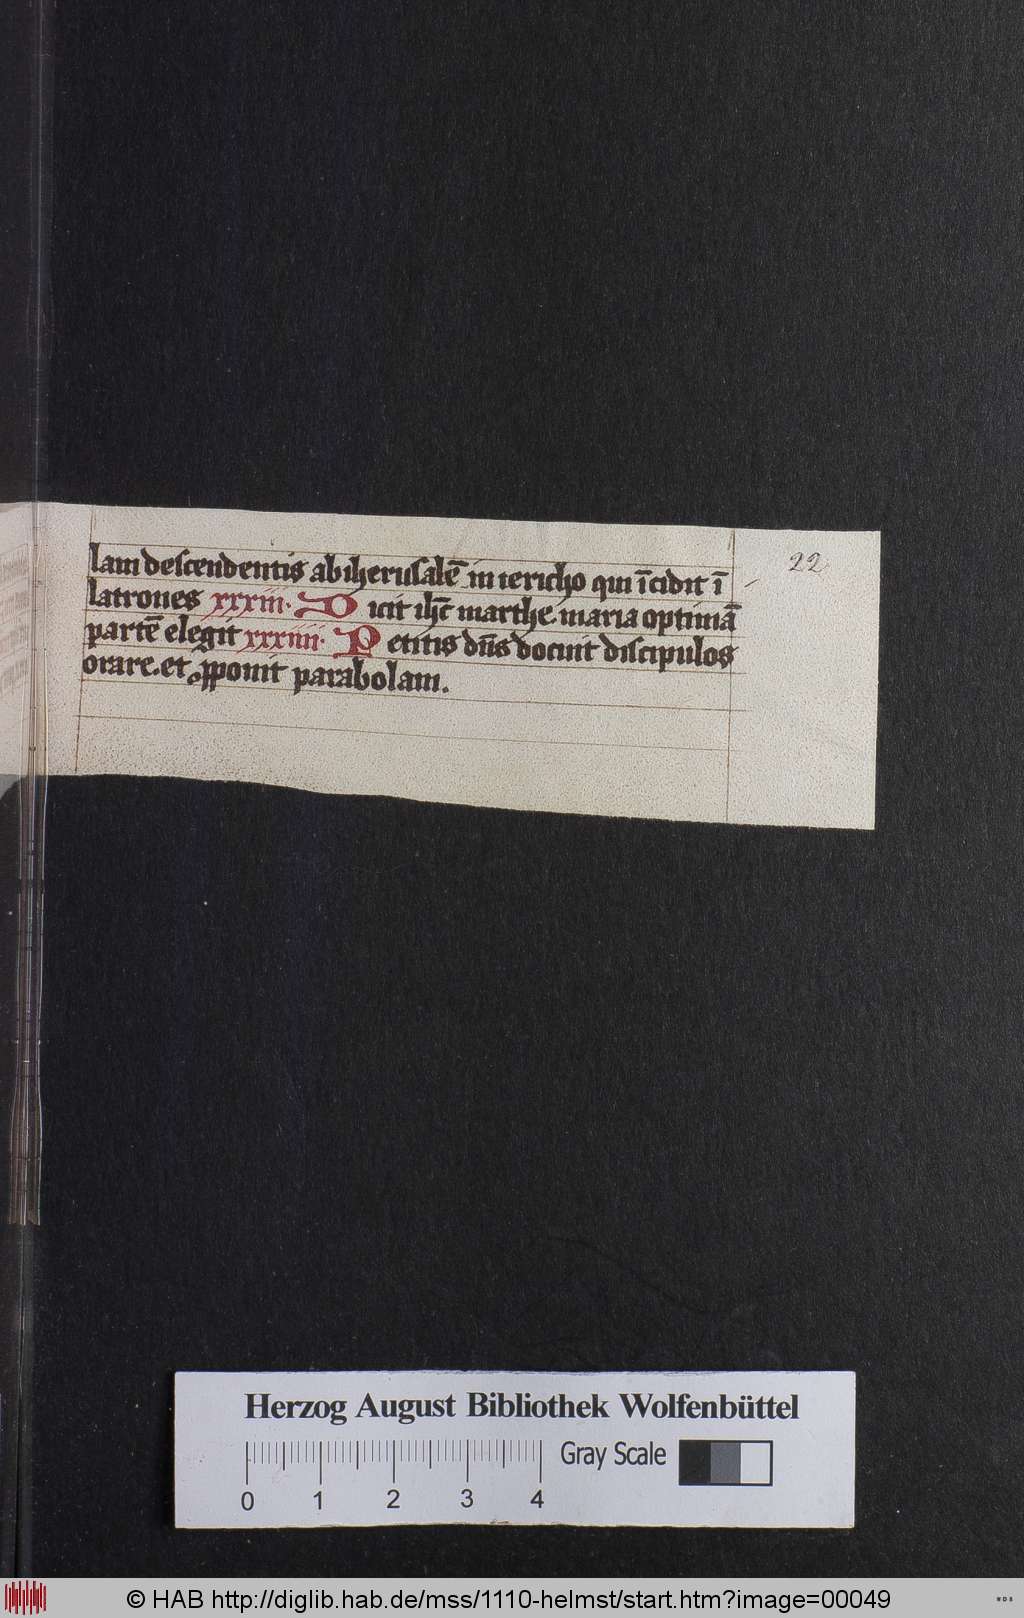 22
lam descendentis ab iherusalē in iericho qui īcidit ī
latrones xxxiii. Dicit ih̄c marthe. maria optimā
partē elegit xxxiiii. Petitis dn̄s docuit discipulos
orare. et ꝓponit parabolam.
Herzog August Bibliothek Wolfenbüttel
Gray Scale
0 1 2 3 4
© HAB http://diglib.hab.de/mss/1110-helmst/start.htm?image=00049